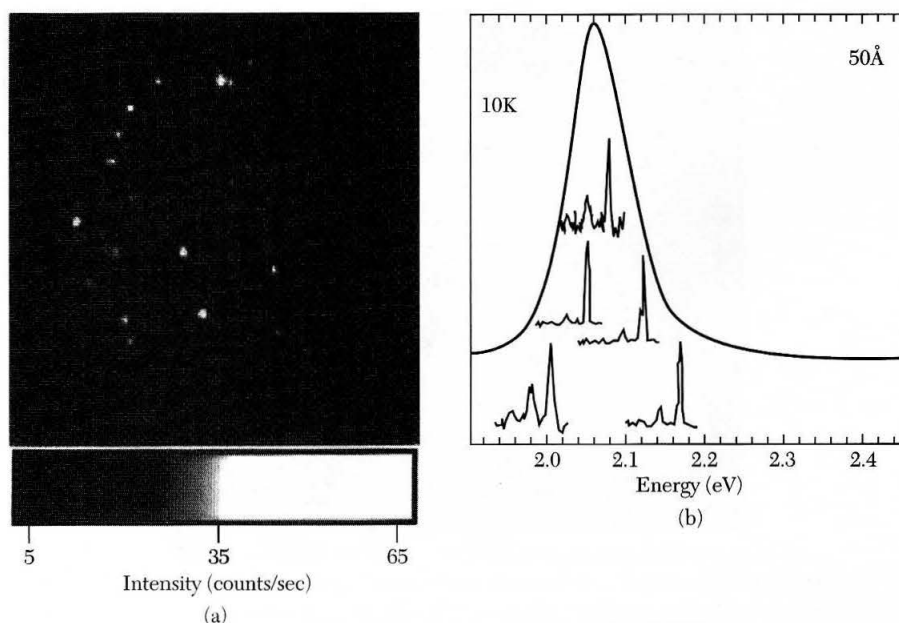 5 35 65
Intensity (counts/sec)
(a)
50Å
10K
2.0 2.1 2.2 2.3 2.4
Energy (eV)
(b)